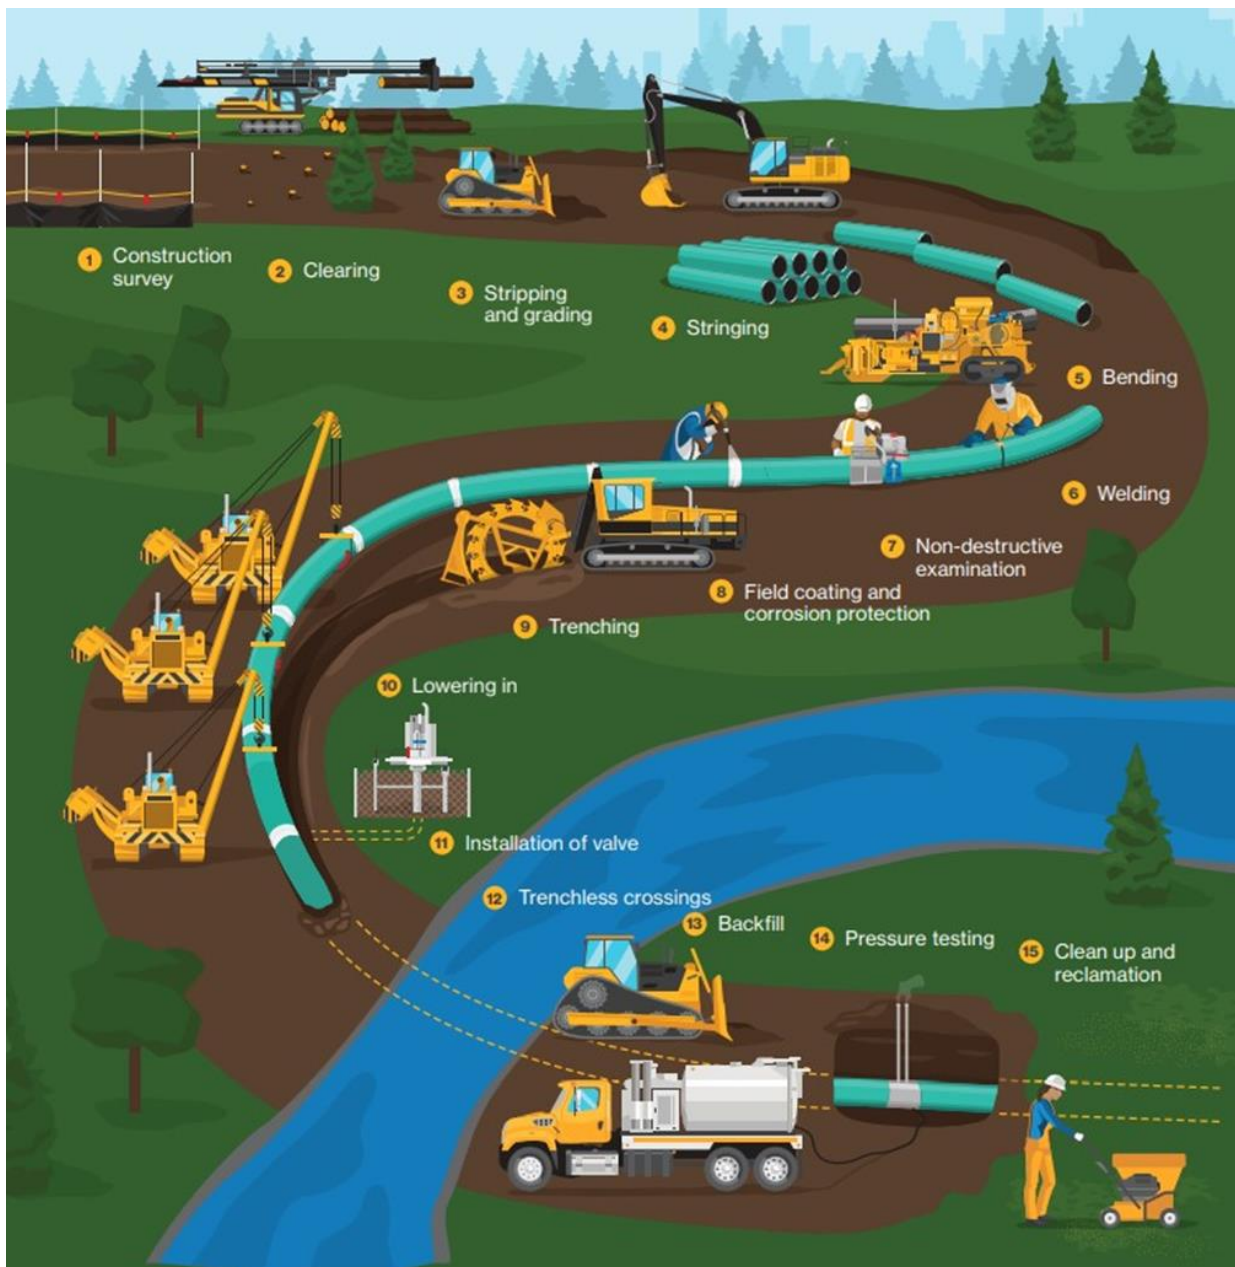 1 Construction
survey
2 Clearing
3 Stripping
and grading
4 Stringing
5 Bending
6 Welding
7 Non-destructive
examination
8 Field coating and
corrosion protection
9 Trenching
10 Lowering in
11 Installation of valve
12 Trenchless crossings
13 Backfill
14 Pressure testing
15 Clean up and
reclamation